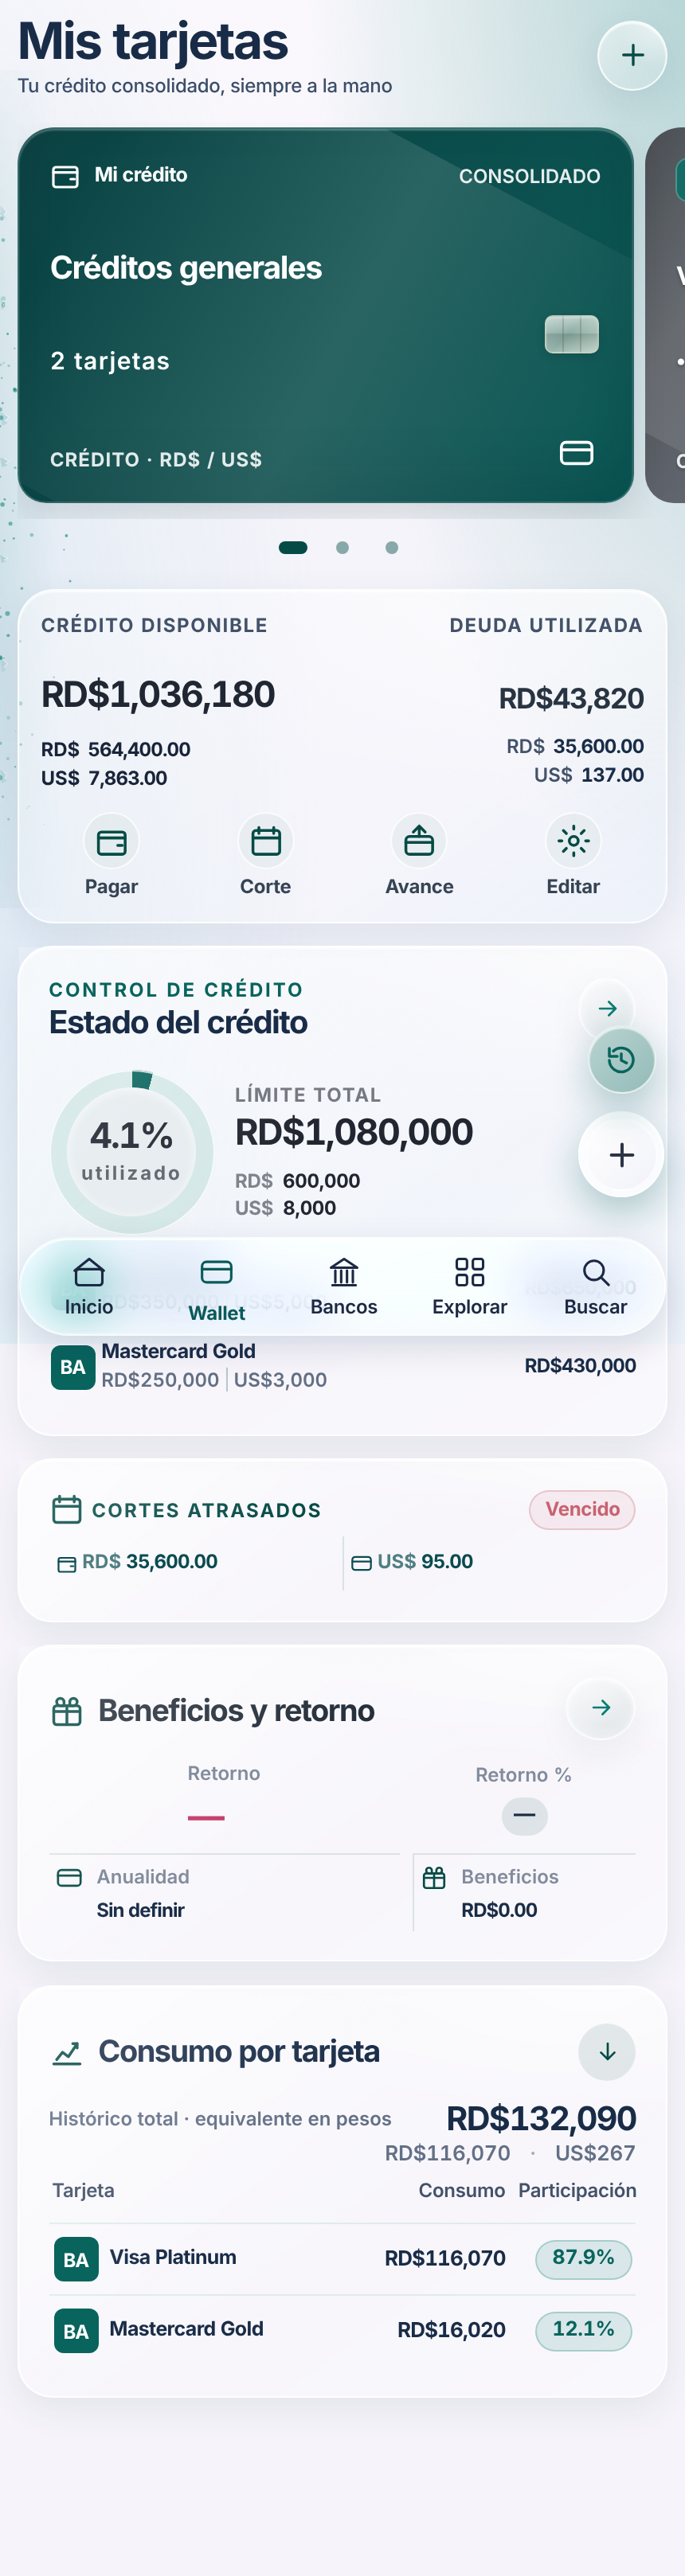 Mis tarjetas
Tu crédito consolidado, siempre a la mano
Mi crédito
CONSOLIDADO
Créditos generales
2 tarjetas
CRÉDITO · RD$ / US$
CRÉDITO DISPONIBLE
DEUDA UTILIZADA
RD$1,036,180
RD$43,820
RD$ 564,400.00
RD$ 35,600.00
US$ 7,863.00
US$ 137.00
Pagar
Corte
Avance
Editar
CONTROL DE CRÉDITO
Estado del crédito
4.1%
utilizado
LÍMITE TOTAL
RD$1,080,000
RD$ 600,000
US$ 8,000
RD$350,000 US$5,000
Inicio
Wallet
Bancos
Explorar
Buscar
BA
Mastercard Gold
RD$250,000 | US$3,000
RD$430,000
CORTES ATRASADOS
Vencido
RD$ 35,600.00
US$ 95.00
Beneficios y retorno
Retorno
Retorno %
—
—
Anualidad
Sin definir
Beneficios
RD$0.00
Consumo por tarjeta
Histórico total · equivalente en pesos
RD$132,090
RD$116,070 · US$267
Tarjeta
Consumo
Participación
BA
Visa Platinum
RD$116,070
87.9%
BA
Mastercard Gold
RD$16,020
12.1%